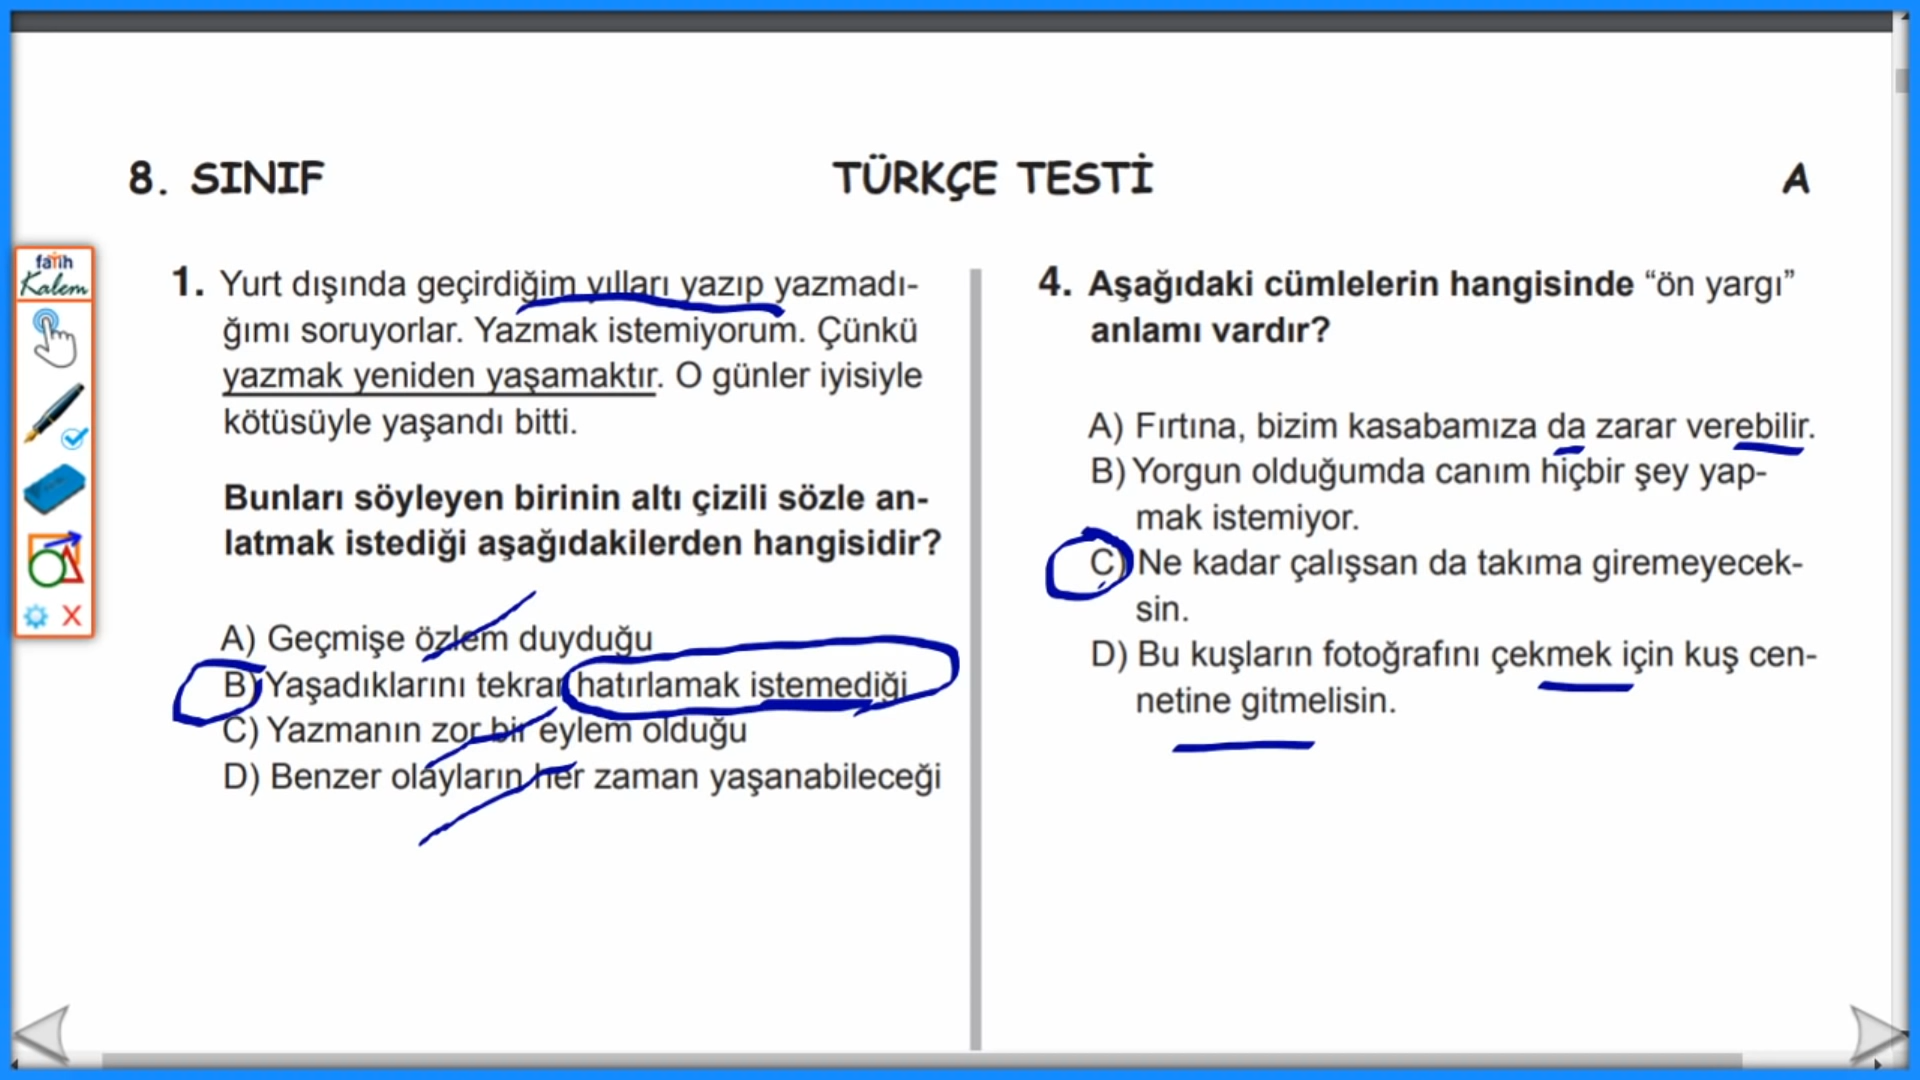 8. SINIF
TÜRKÇE TESTİ
A
fatih
Kalem
1. Yurt dışında geçirdiğim yılları yazıp yazmadı-
ğımı soruyorlar. Yazmak istemiyorum. Çünkü
yazmak yeniden yaşamaktır. O günler iyisiyle
kötüsüyle yaşandı bitti.
Bunları söyleyen birinin altı çizili sözle an-
latmak istediği aşağıdakilerden hangisidir?
A) Geçmişe özlem duyduğu
B) Yaşadıklarını tekrar hatırlamak istemediği
C) Yazmanın zor bir eylem olduğu
D) Benzer olayların her zaman yaşanabileceği
4. Aşağıdaki cümlelerin hangisinde “ön yargı”
anlamı vardır?
A) Fırtına, bizim kasabamıza da zarar verebilir.
B) Yorgun olduğumda canım hiçbir şey yap-
mak istemiyor.
C) Ne kadar çalışsan da takıma giremeyecek-
sin.
D) Bu kuşların fotoğrafını çekmek için kuş cen-
netine gitmelisin.